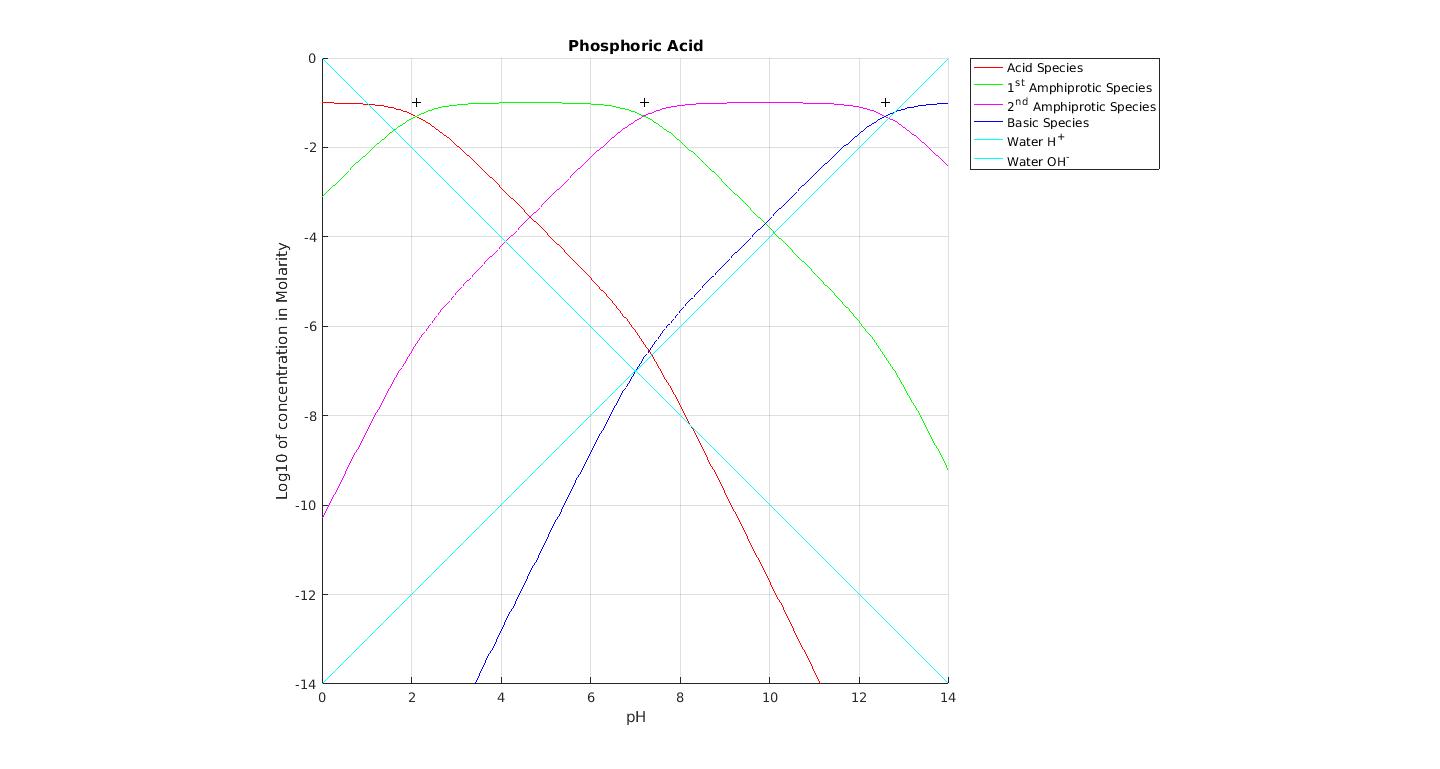 Phosphoric Acid
0
-2
-4
-6
-8
-10
-12
-14
Log10 of concentration in Molarity
0 2 4 6 8 10 12 14
pH
Acid Species
1st Amphiprotic Species
2nd Amphiprotic Species
Basic Species
Water H+
Water OH-